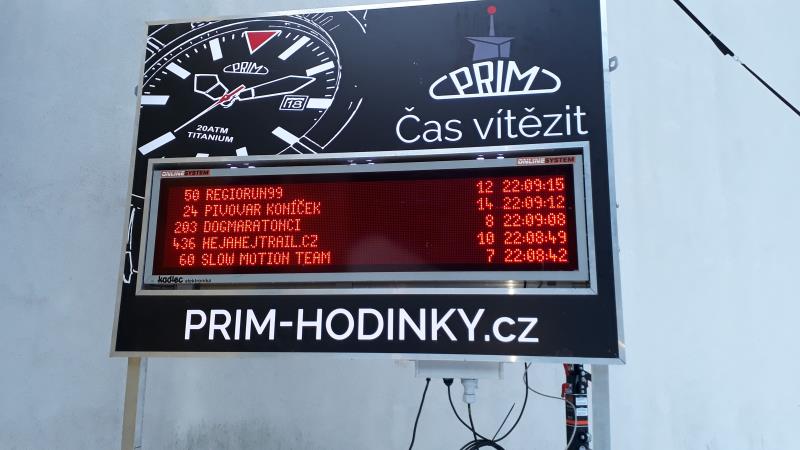 PRIM
18
20ATM
TITANIUM
PRIM
Čas vítězit
ONLINESYSTEM
ONLINESYSTEM
50 REGIORUN99 12 22:09:15
24 PIVOVAR KONÍČEK 14 22:09:12
203 DOGMARATONCI 8 22:09:08
436 HEJAHEJTRAIL.CZ 10 22:08:49
60 SLOW MOTION TEAM 7 22:08:42
kadlec elektronika
PRIM-HODINKY.cz